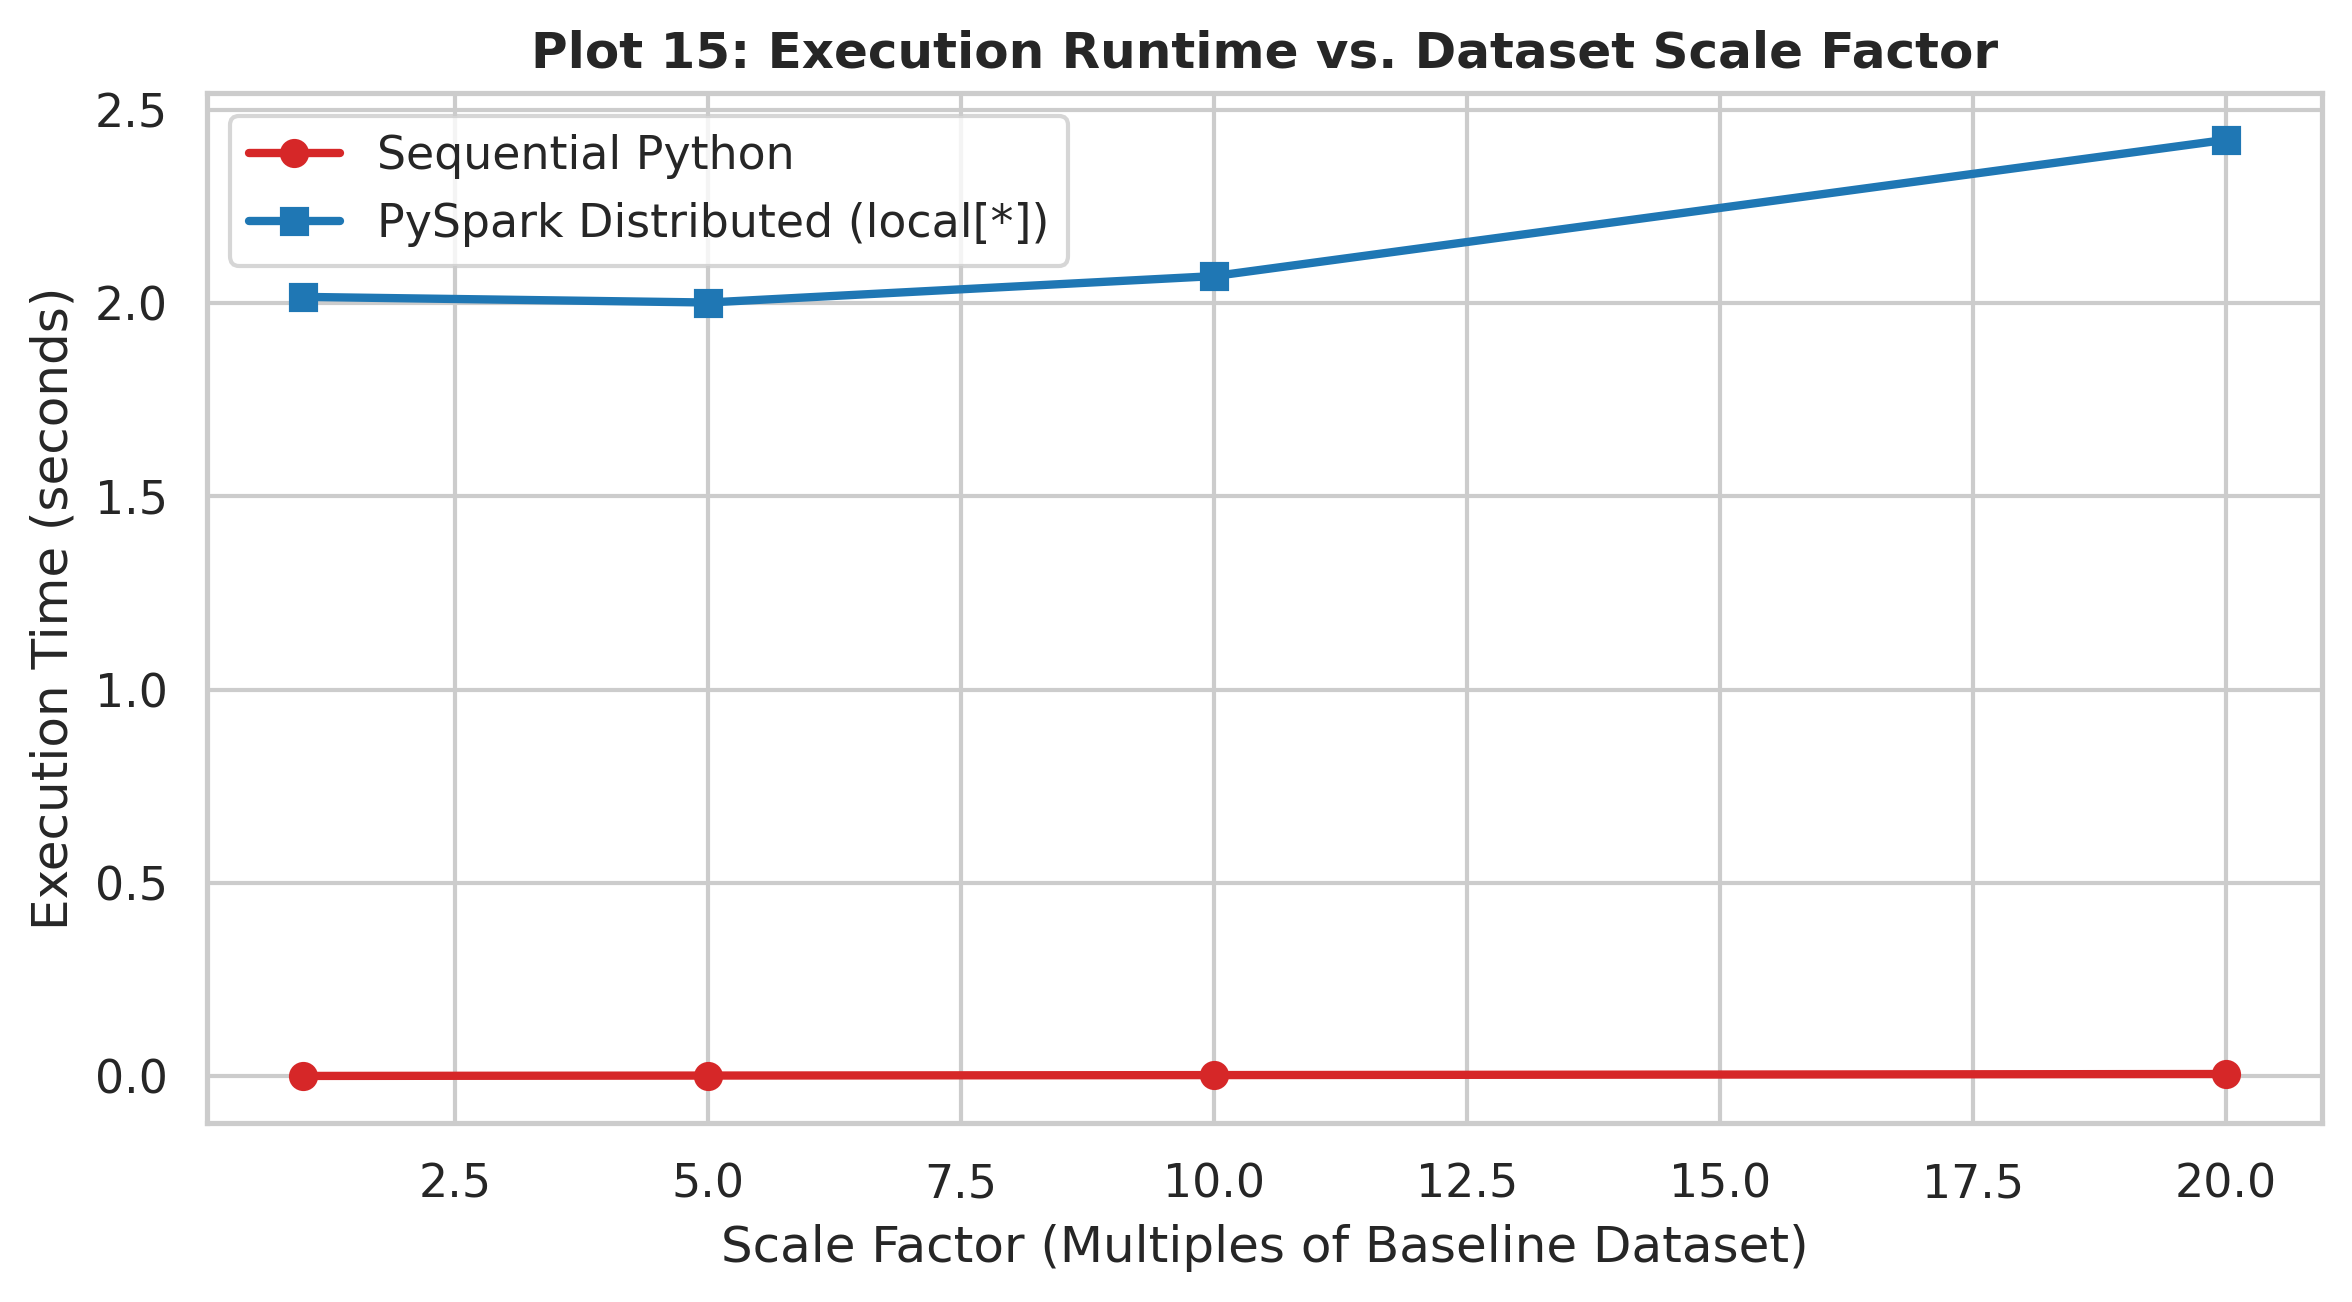 Plot 15: Execution Runtime vs. Dataset Scale Factor
Sequential Python
PySpark Distributed (local[*])
Execution Time (seconds)
2.5
2.0
1.5
1.0
0.5
0.0
2.5 5.0 7.5 10.0 12.5 15.0 17.5 20.0
Scale Factor (Multiples of Baseline Dataset)